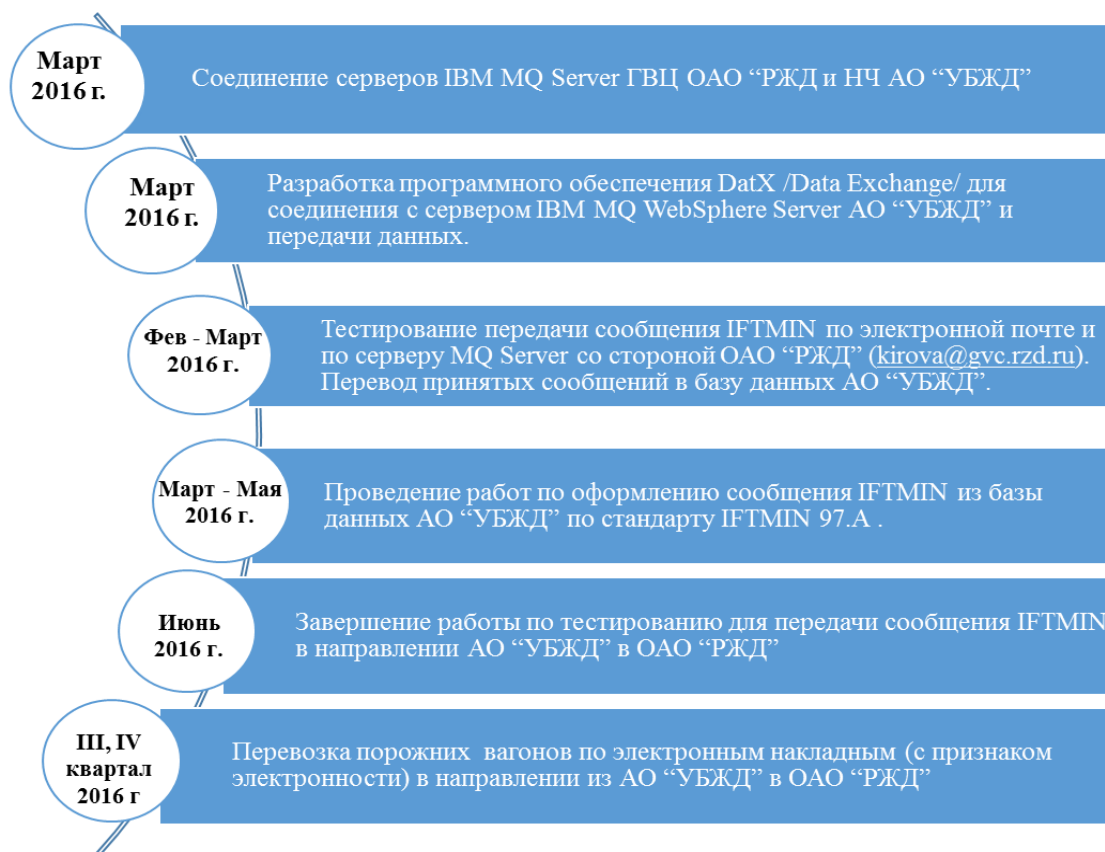 Март
2016 г.
Соединение серверов IBM MQ Server ГВЦ ОАО “РЖД и НЧ АО “УБЖД”
Март
2016 г.
Разработка программного обеспечения DatX /Data Exchange/ для
соединения с сервером IBM MQ WebSphere Server АО “УБЖД” и
передачи данных.
Фев - Март
2016 г.
Тестирование передачи сообщения IFTMIN по электронной почте и
по серверу MQ Server со стороной ОАО “РЖД” (kirova@gvc.rzd.ru).
Перевод принятых сообщений в базу данных АО “УБЖД”.
Март - Мая
2016 г.
Проведение работ по оформлению сообщения IFTMIN из базы
данных АО “УБЖД” по стандарту IFTMIN 97.A .
Июнь
2016 г.
Завершение работы по тестированию для передачи сообщения IFTMIN
в направлении АО “УБЖД” в ОАО “РЖД”
III, IV
квартал
2016 г
Перевозка порожних вагонов по электронным накладным (с признаком
электронности) в направлении из АО “УБЖД” в ОАО “РЖД”